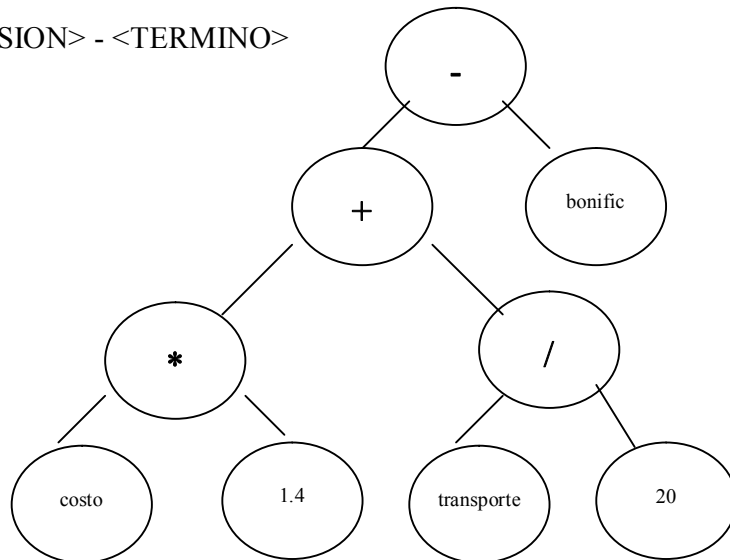 SION> - <TERMINO>
-
+
bonific
*
/
costo
1.4
transporte
20